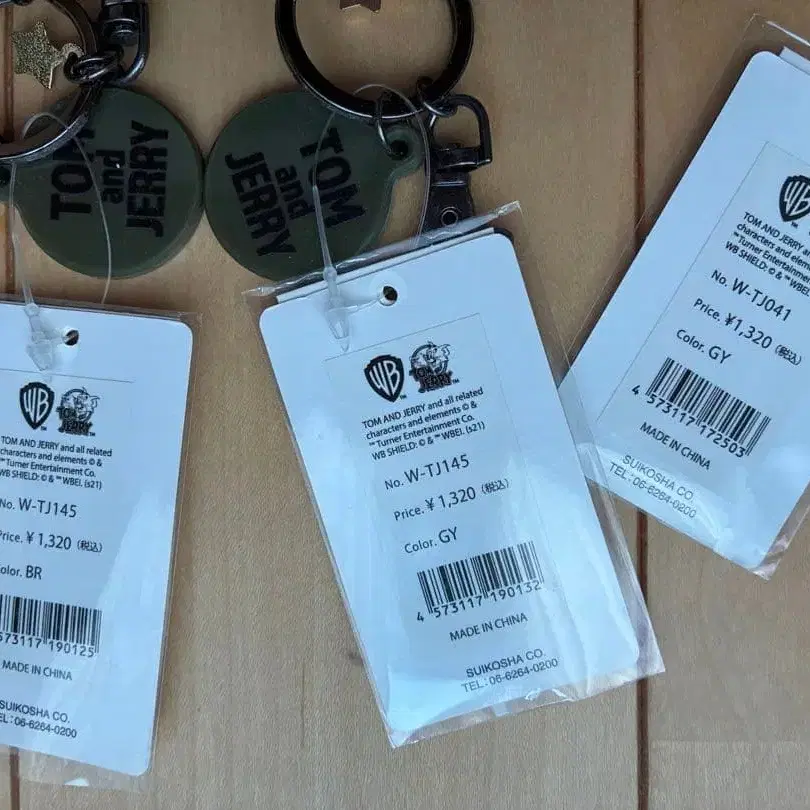 TOM
and
JERRY
TOM
and
JERRY
WB
TOM
JERRY
TOM AND JERRY and all related
characters and elements © &
™ Turner Entertainment Co.
WB SHIELD: © & ™ WBEI. (s21)
No. W-TJ145
Price. ¥ 1,320 (税込)
Color. BR
573117 190125
MADE IN CHINA
SUIKOSHA CO.
TEL:06-6264-0200
WB
TOM
JERRY
TOM AND JERRY and all related
characters and elements © &
™ Turner Entertainment Co.
WB SHIELD: © & ™ WBEI. (s21)
No. W-TJ145
Price. ¥ 1,320 (税込)
Color. GY
4 573117 190132
MADE IN CHINA
SUIKOSHA CO.
TEL:06-6264-0200
WB
TOM AND JERRY and
characters and
™ Turner Entertainment
WB SHIELD: © & ™ WBEI.
No. W-TJ041
Price. ¥1,320 (税込)
Color. GY
4 573117 172503
MADE IN CHINA
SUIKOSHA CO.
TEL:06-6264-0200